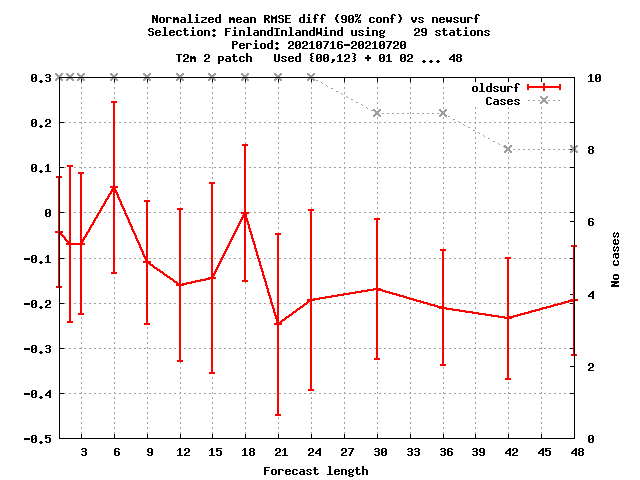 Normalized mean RMSE diff (90% conf) vs newsurf
Selection: FinlandInlandWind using    29 stations
Period: 20210716-20210720
T2m 2 patch   Used {00,12} + 01 02 ... 48
oldsurf
Cases
0,3
0,2
0,1
0
-0,1
-0,2
-0,3
-0,4
-0,5
10
8
6
4
2
0
No cases
3 6 9 12 15 18 21 24 27 30 33 36 39 42 45 48
Forecast length